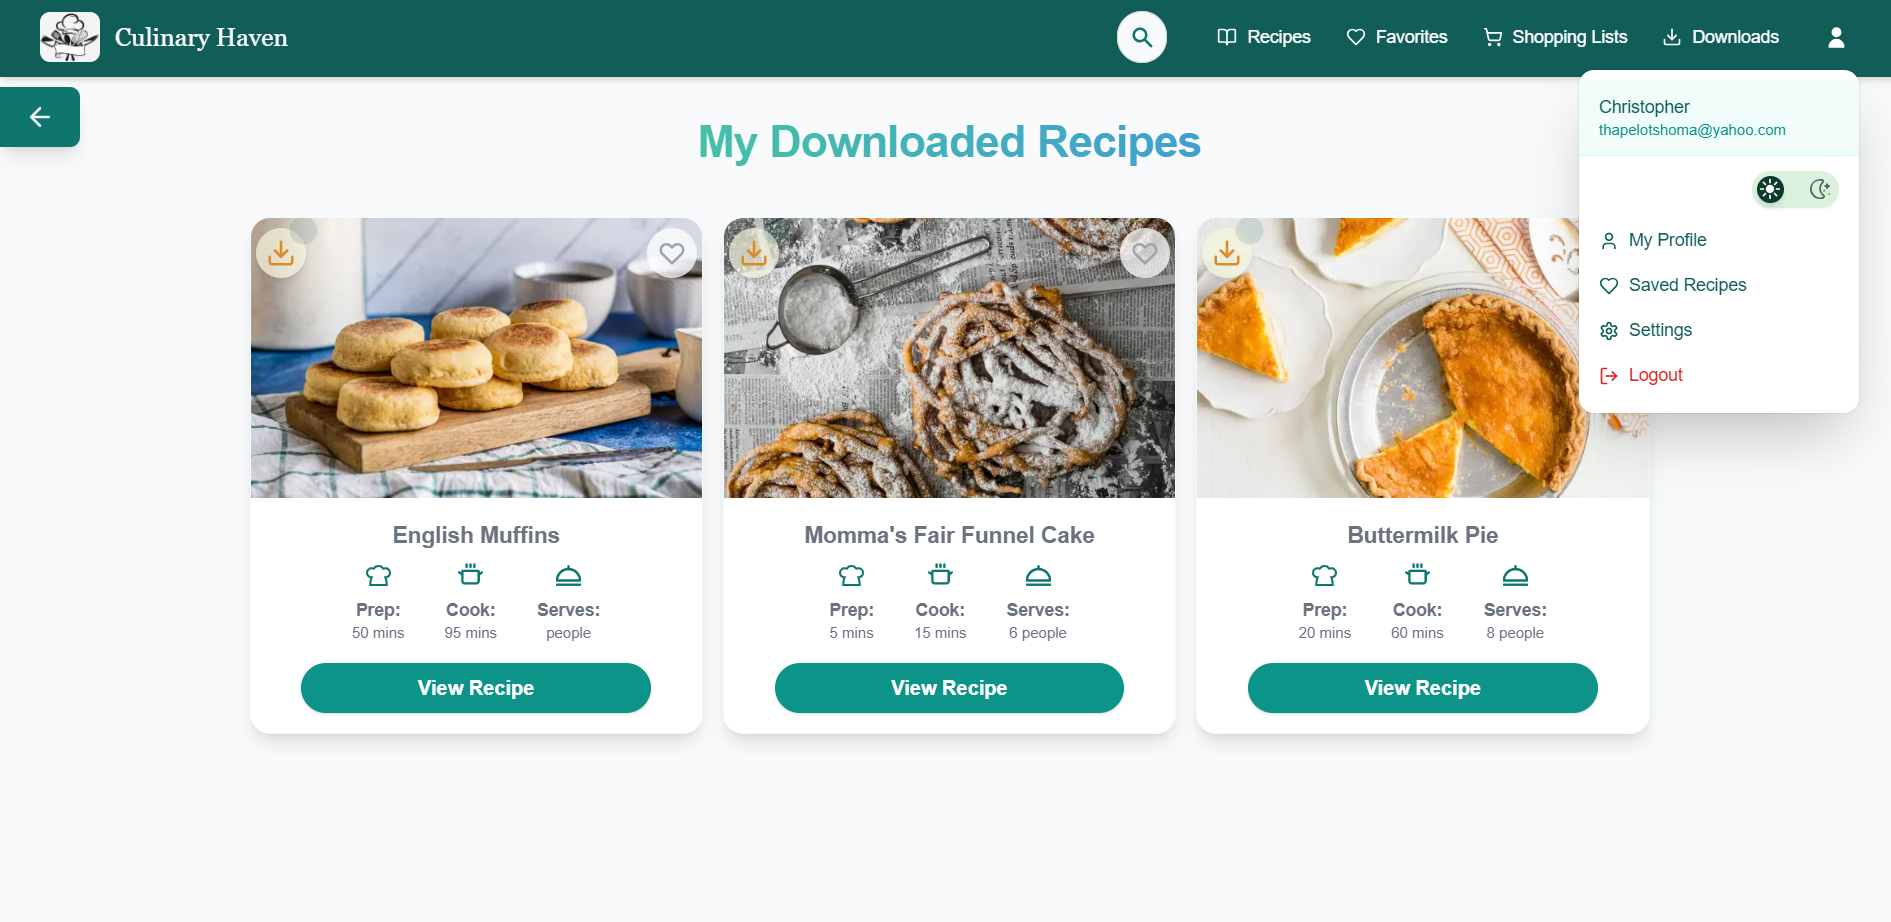 Culinary Haven
Recipes
Favorites
Shopping Lists
Downloads
Christopher
thapelotshoma@yahoo.com
My Profile
Saved Recipes
Settings
Logout
My Downloaded Recipes
English Muffins
Prep:
Cook:
Serves:
50 mins
95 mins
people
View Recipe
Momma's Fair Funnel Cake
Prep:
Cook:
Serves:
5 mins
15 mins
6 people
View Recipe
Buttermilk Pie
Prep:
Cook:
Serves:
20 mins
60 mins
8 people
View Recipe